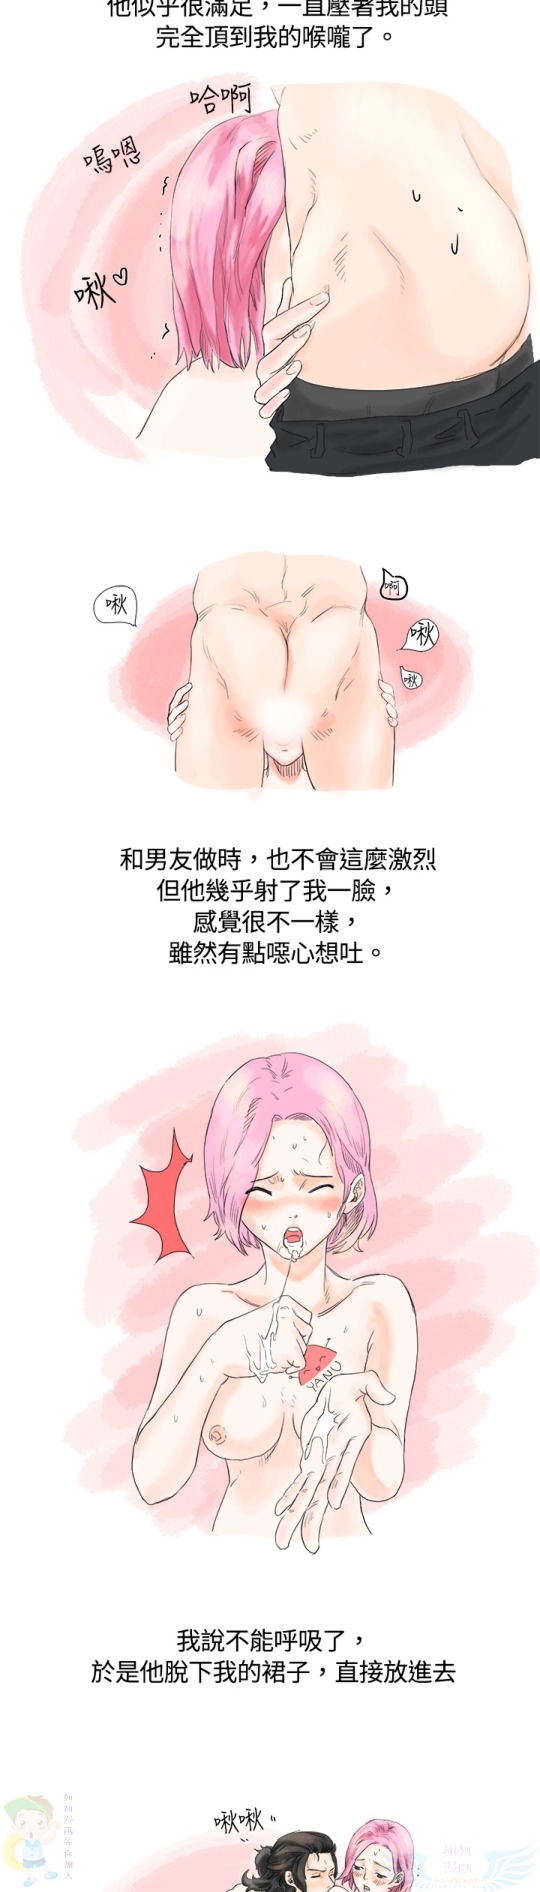 他似乎很滿足，一直壓著我的頭
完全頂到我的喉嚨了。
哈啊
嗚嗯
啾♡
啾
啊
啾
啾
和男友做時，也不會這麼激烈
但他幾乎射了我一臉，
感覺很不一樣，
雖然有點噁心想吐。
YANU
我說不能呼吸了，
於是他脫下我的裙子，直接放進去
啾啾"
漫畫